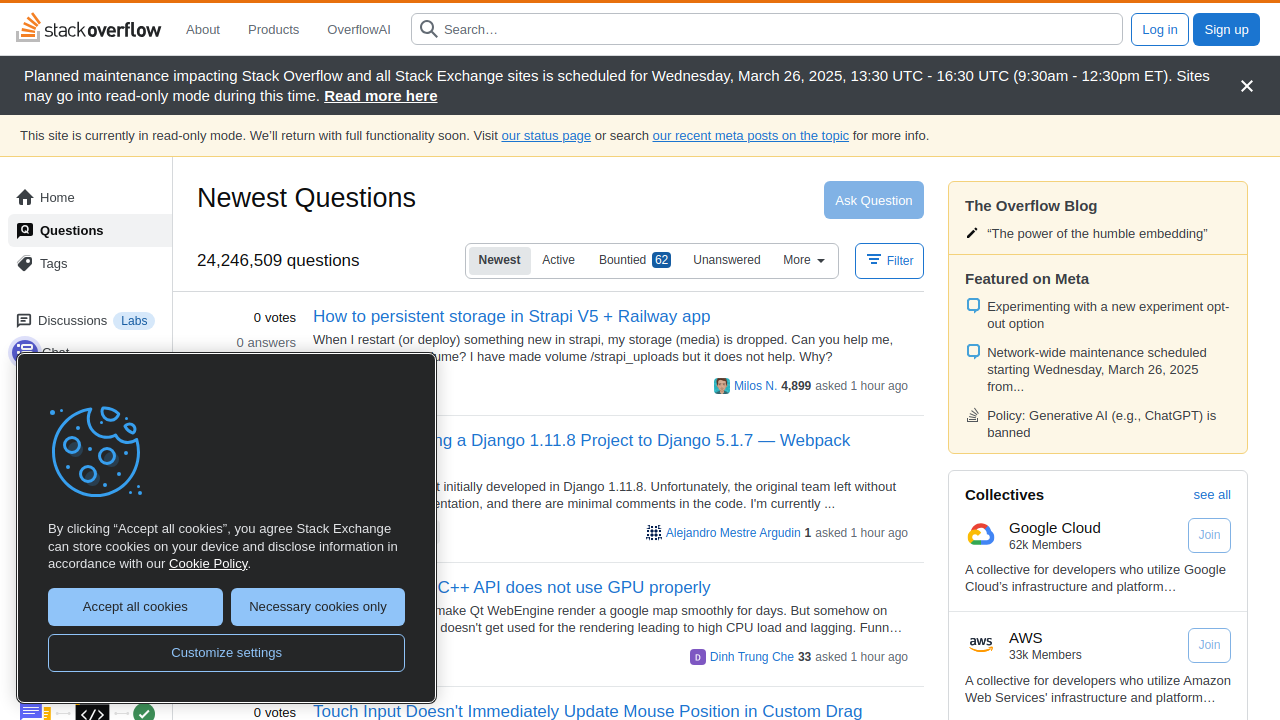 stack overflow
About
Products
OverflowAI
Search…
Log in
Sign up
Planned maintenance impacting Stack Overflow and all Stack Exchange sites is scheduled for Wednesday, March 26, 2025, 13:30 UTC - 16:30 UTC (9:30am - 12:30pm ET). Sites
may go into read-only mode during this time. Read more here
This site is currently in read-only mode. We’ll return with full functionality soon. Visit our status page or search our recent meta posts on the topic for more info.
Home
Questions
Tags
Discussions
Labs
Newest Questions
Ask Question
24,246,509 questions
Newest
Active
Bountied 62
Unanswered
More
Filter
0 votes
0 answers
How to persistent storage in Strapi V5 + Railway app
When I restart (or deploy) something new in strapi, my storage (media) is dropped. Can you help me,
I have made volume /strapi_uploads but it does not help. Why?
Milos N. 4,899 asked 1 hour ago
a Django 1.11.8 Project to Django 5.1.7 — Webpack
initially developed in Django 1.11.8. Unfortunately, the original team left without
and there are minimal comments in the code. I'm currently ...
Alejandro Mestre Argudin 1 asked 1 hour ago
C++ API does not use GPU properly
make Qt WebEngine render a google map smoothly for days. But somehow on
doesn't get used for the rendering leading to high CPU load and lagging. Funn…
Dinh Trung Che 33 asked 1 hour ago
0 votes
Touch Input Doesn't Immediately Update Mouse Position in Custom Drag
By clicking “Accept all cookies”, you agree Stack Exchange
can store cookies on your device and disclose information in
accordance with our Cookie Policy.
Accept all cookies
Necessary cookies only
Customize settings
The Overflow Blog
“The power of the humble embedding”
Featured on Meta
Experimenting with a new experiment opt-
out option
Network-wide maintenance scheduled
starting Wednesday, March 26, 2025
from...
Policy: Generative AI (e.g., ChatGPT) is
banned
Collectives
see all
Google Cloud
62k Members
Join
A collective for developers who utilize Google
Cloud’s infrastructure and platform…
aws
AWS
33k Members
Join
A collective for developers who utilize Amazon
Web Services' infrastructure and platform…